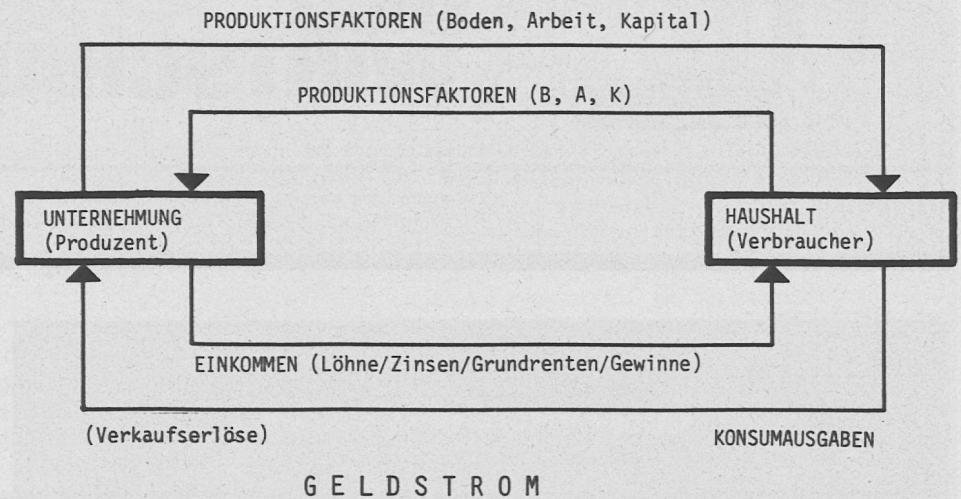 PRODUKTIONSFAKTOREN (Boden, Arbeit, Kapital)
PRODUKTIONSFAKTOREN (B, A, K)
UNTERNEHMUNG
(Produzent)
HAUSHALT
(Verbraucher)
EINKOMMEN (Löhne/Zinsen/Grundrenten/Gewinne)
(Verkaufserlöse)
KONSUMAUSGABEN
G E L D S T R O M